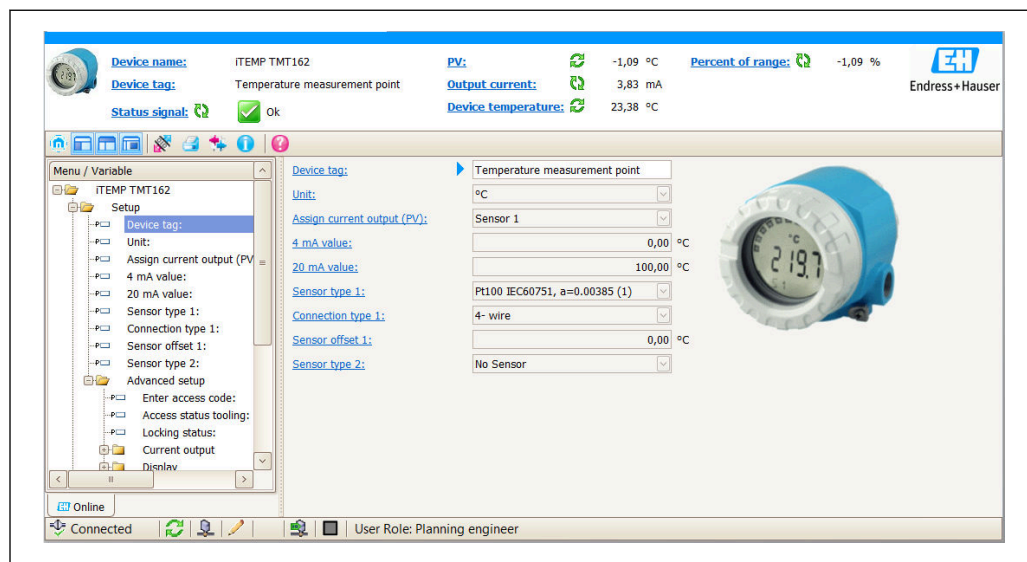 Device name: iTEMP TMT162 PV: -1,09 °C Percent of range: -1,09 %
Device tag: Temperature measurement point Output current: 3,83 mA
Status signal: Ok Device temperature: 23,38 °C
EH
Endress+Hauser
Menu / Variable
iTEMP TMT162
Setup
Device tag:
Unit:
Assign current output (PV
4 mA value:
20 mA value:
Sensor type 1:
Connection type 1:
Sensor offset 1:
Sensor type 2:
Advanced setup
Enter access code:
Access status tooling:
Locking status:
Current output
Display
Device tag: Temperature measurement point
Unit: °C
Assign current output (PV): Sensor 1
4 mA value: 0,00 °C
20 mA value: 100,00 °C
Sensor type 1: Pt100 IEC60751, a=0.00385 (1)
Connection type 1: 4- wire
Sensor offset 1: 0,00 °C
Sensor type 2: No Sensor
°C
219.7
S 1
EH Online
Connected User Role: Planning engineer